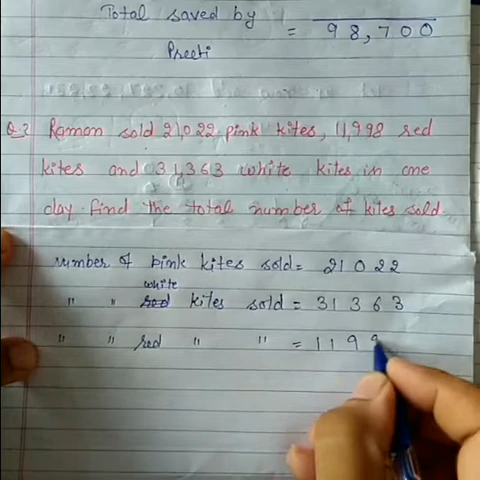 Total saved by = 98,700
Preeti
Q2 Raman sold 21,022 pink kites, 11,998 red
kites and 31,363 white kites in one
day. Find the total number of kites sold.
number of pink kites sold = 21022
white
" " red kites sold = 31363
" " red " " = 1199